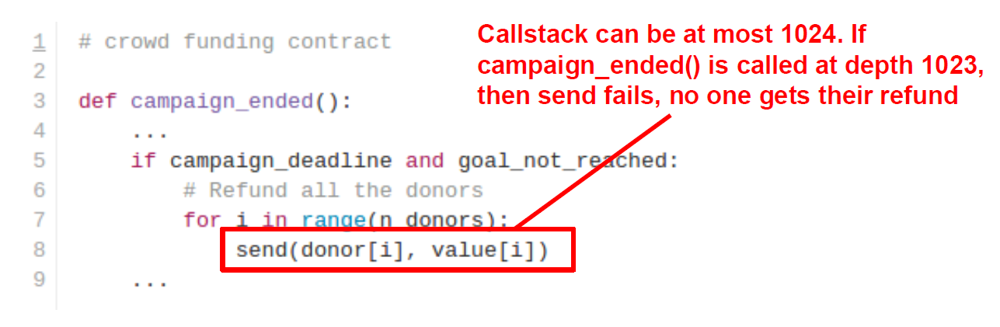 Callstack can be at most 1024. If
campaign_ended() is called at depth 1023,
then send fails, no one gets their refund
1 # crowd funding contract
2
3 def campaign_ended():
4 ...
5 if campaign_deadline and goal_not_reached:
6 # Refund all the donors
7 for i in range(n_donors):
8 send(donor[i], value[i])
9 ...